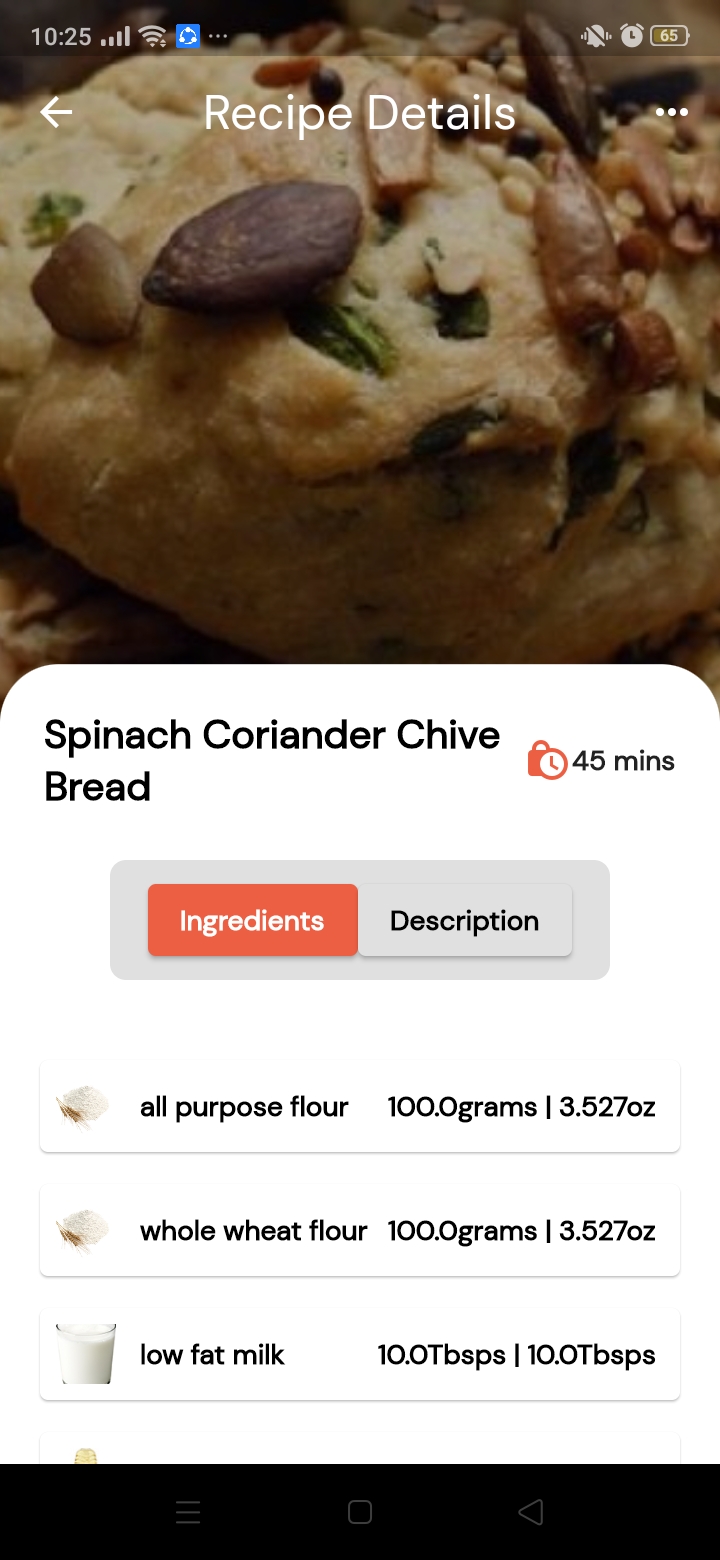 10:25
65
Recipe Details
Spinach Coriander Chive
Bread
45 mins
Ingredients
Description
all purpose flour 100.0grams | 3.527oz
whole wheat flour 100.0grams | 3.527oz
low fat milk 10.0Tbsps | 10.0Tbsps